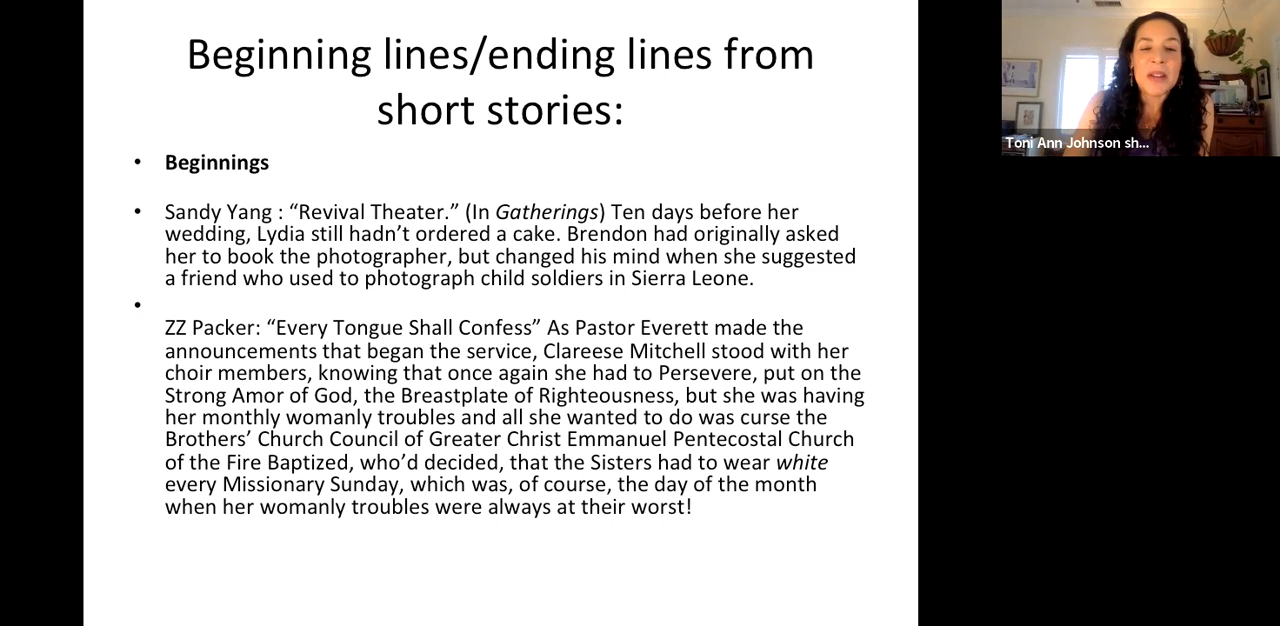 Beginning lines/ending lines from
short stories:
• Beginnings
• Sandy Yang : “Revival Theater.” (In Gatherings) Ten days before her
wedding, Lydia still hadn’t ordered a cake. Brendon had originally asked
her to book the photographer, but changed his mind when she suggested
a friend who used to photograph child soldiers in Sierra Leone.
•
ZZ Packer: “Every Tongue Shall Confess” As Pastor Everett made the
announcements that began the service, Clareese Mitchell stood with her
choir members, knowing that once again she had to Persevere, put on the
Strong Amor of God, the Breastplate of Righteousness, but she was having
her monthly womanly troubles and all she wanted to do was curse the
Brothers’ Church Council of Greater Christ Emmanuel Pentecostal Church
of the Fire Baptized, who’d decided, that the Sisters had to wear white
every Missionary Sunday, which was, of course, the day of the month
when her womanly troubles were always at their worst!
Toni Ann Johnson sh...